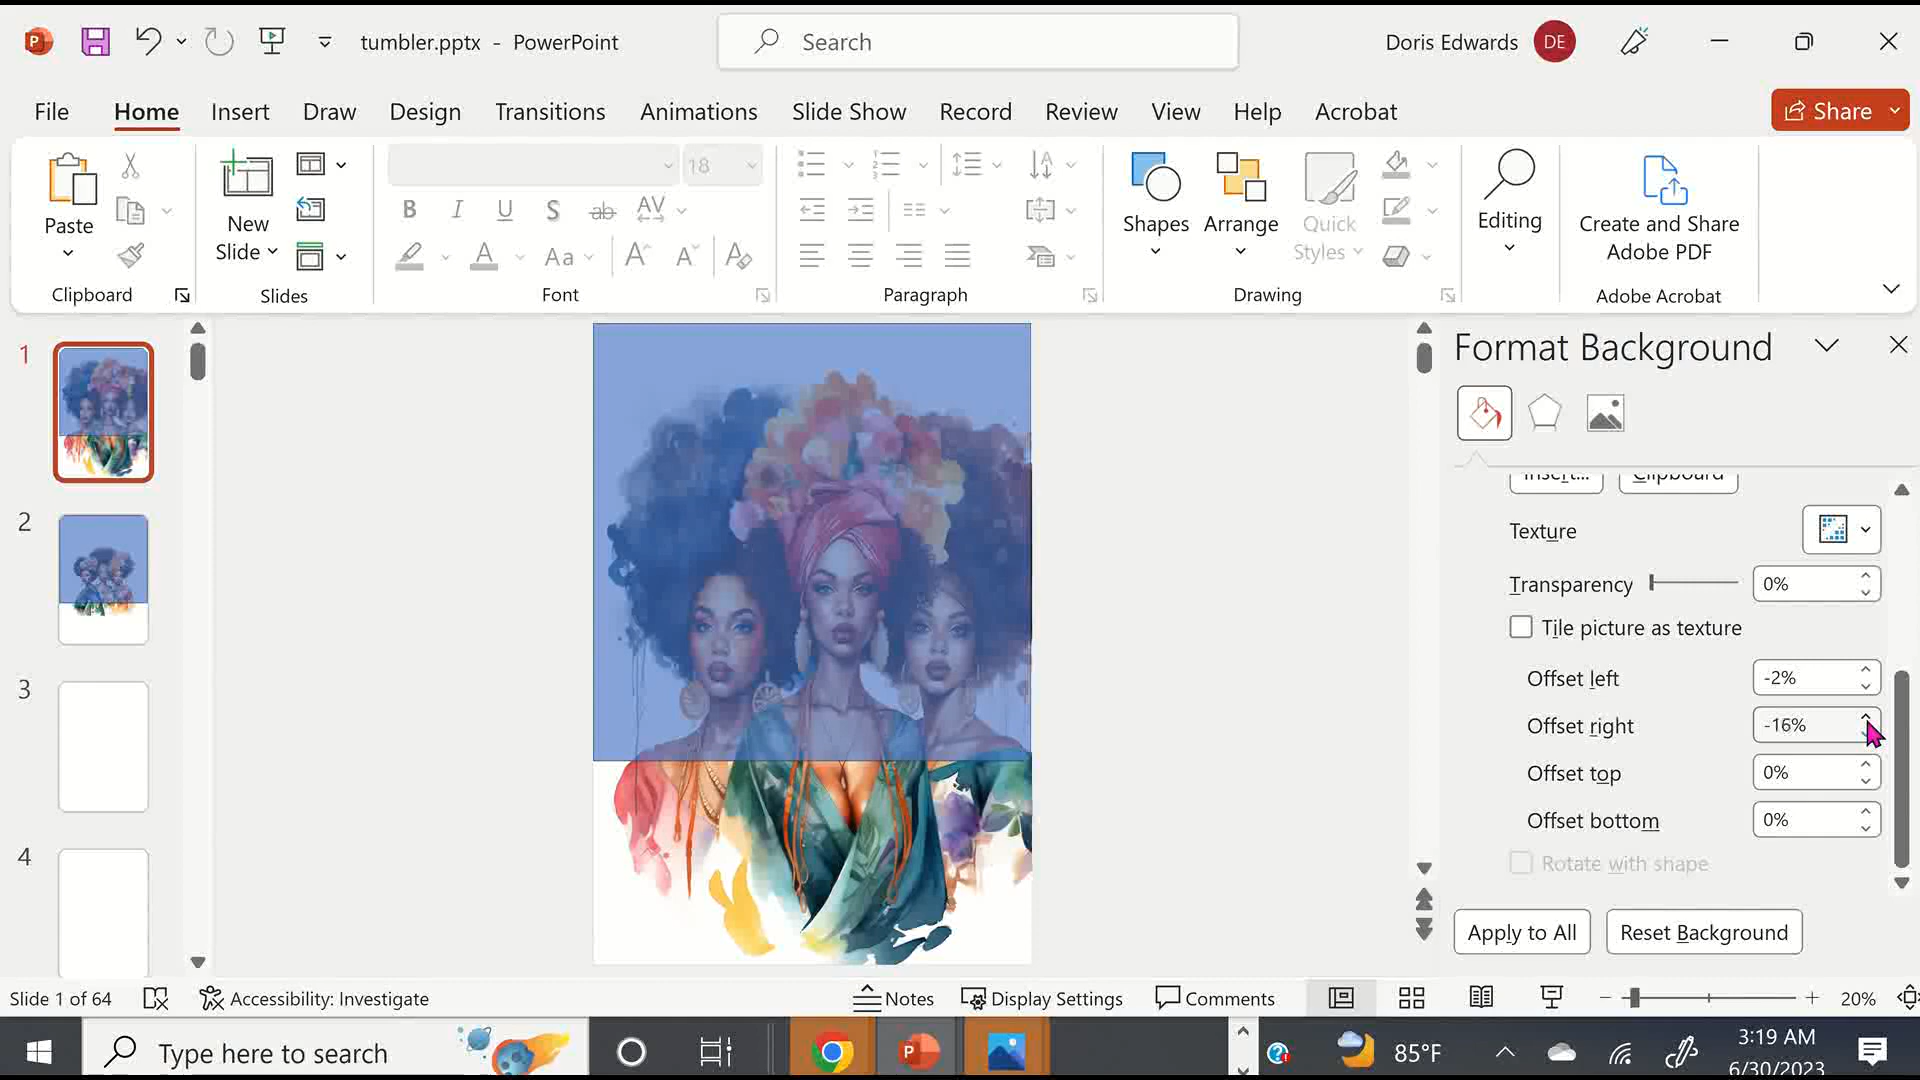 P
tumbler.pptx - PowerPoint
Search
Doris Edwards
DE
File
Home
Insert
Draw
Design
Transitions
Animations
Slide Show
Record
Review
View
Help
Acrobat
Share
Paste
New
Slide
18
B I U S ab AV
A Aa A A A
Shapes
Arrange
Quick
Styles
Editing
Create and Share
Adobe PDF
Clipboard
Slides
Font
Paragraph
Drawing
Adobe Acrobat
1
2
3
4
Format Background
Insert...
Clipboard
Texture
Transparency
0%
Tile picture as texture
Offset left
-2%
Offset right
-16%
Offset top
0%
Offset bottom
0%
Rotate with shape
Apply to All
Reset Background
Slide 1 of 64
Accessibility: Investigate
Notes
Display Settings
Comments
20%
Type here to search
P
85°F
3:19 AM
6/30/2023